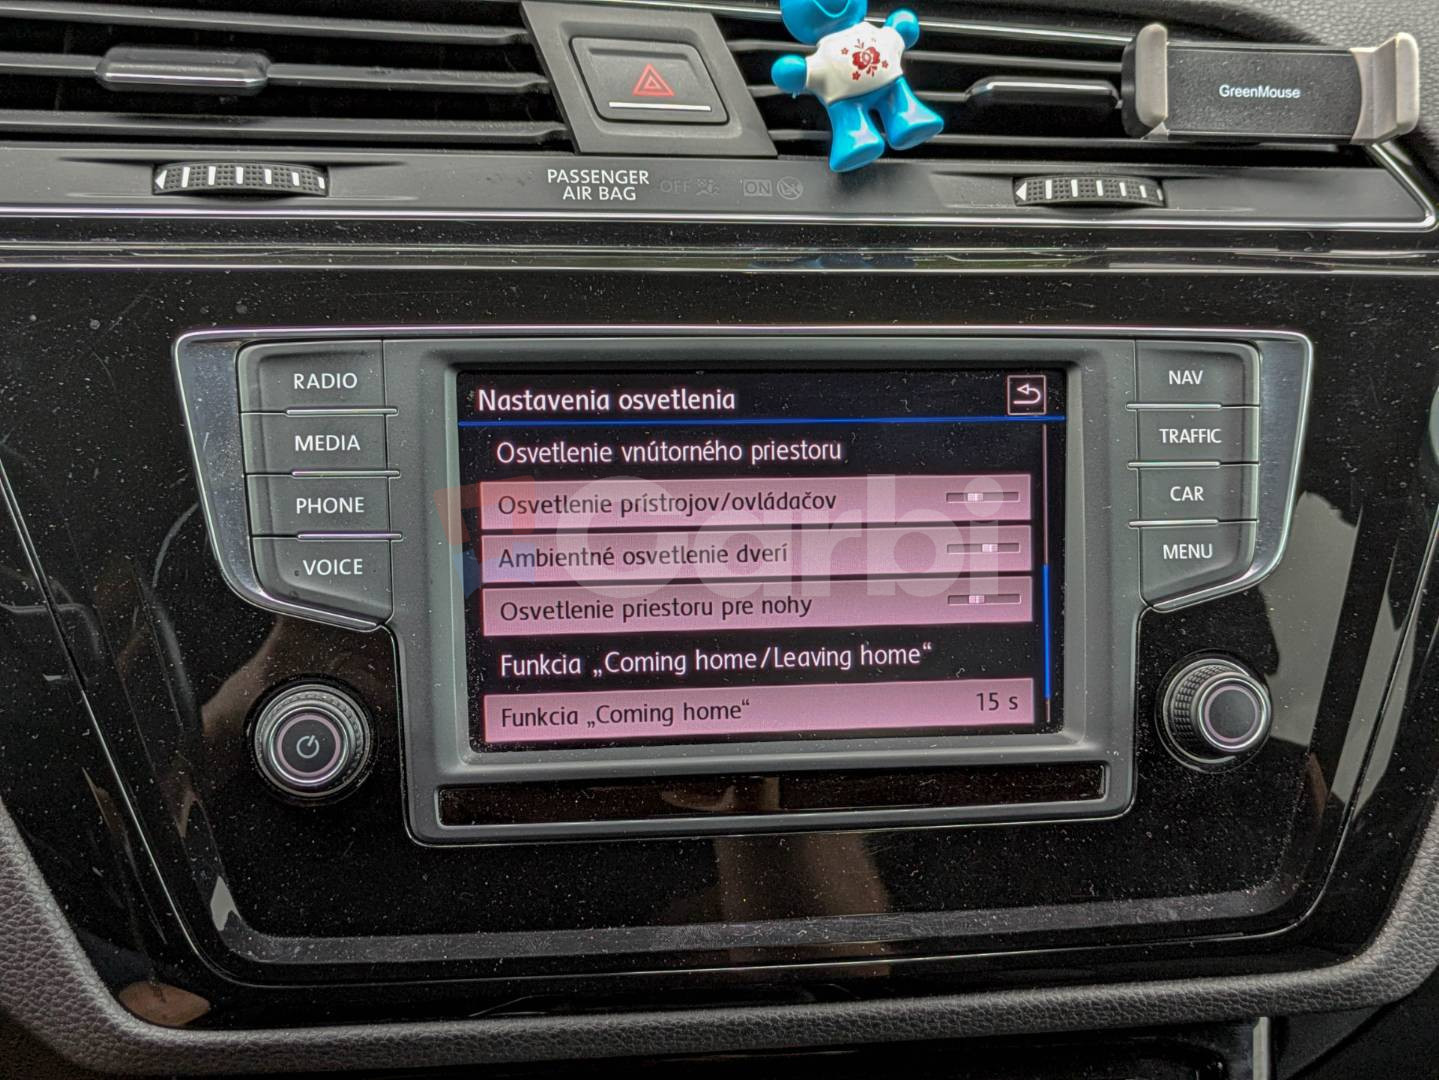 GreenMouse
PASSENGER
AIR BAG OFF ON
RADIO
MEDIA
PHONE
VOICE
Nastavenia osvetlenia
Osvetlenie vnútorného priestoru
Osvetlenie prístrojov/ovládačov
Ambientné osvetlenie dverí
Osvetlenie priestoru pre nohy
Funkcia „Coming home/Leaving home“
Funkcia „Coming home“ 15 s
NAV
TRAFFIC
CAR
MENU
Carbi